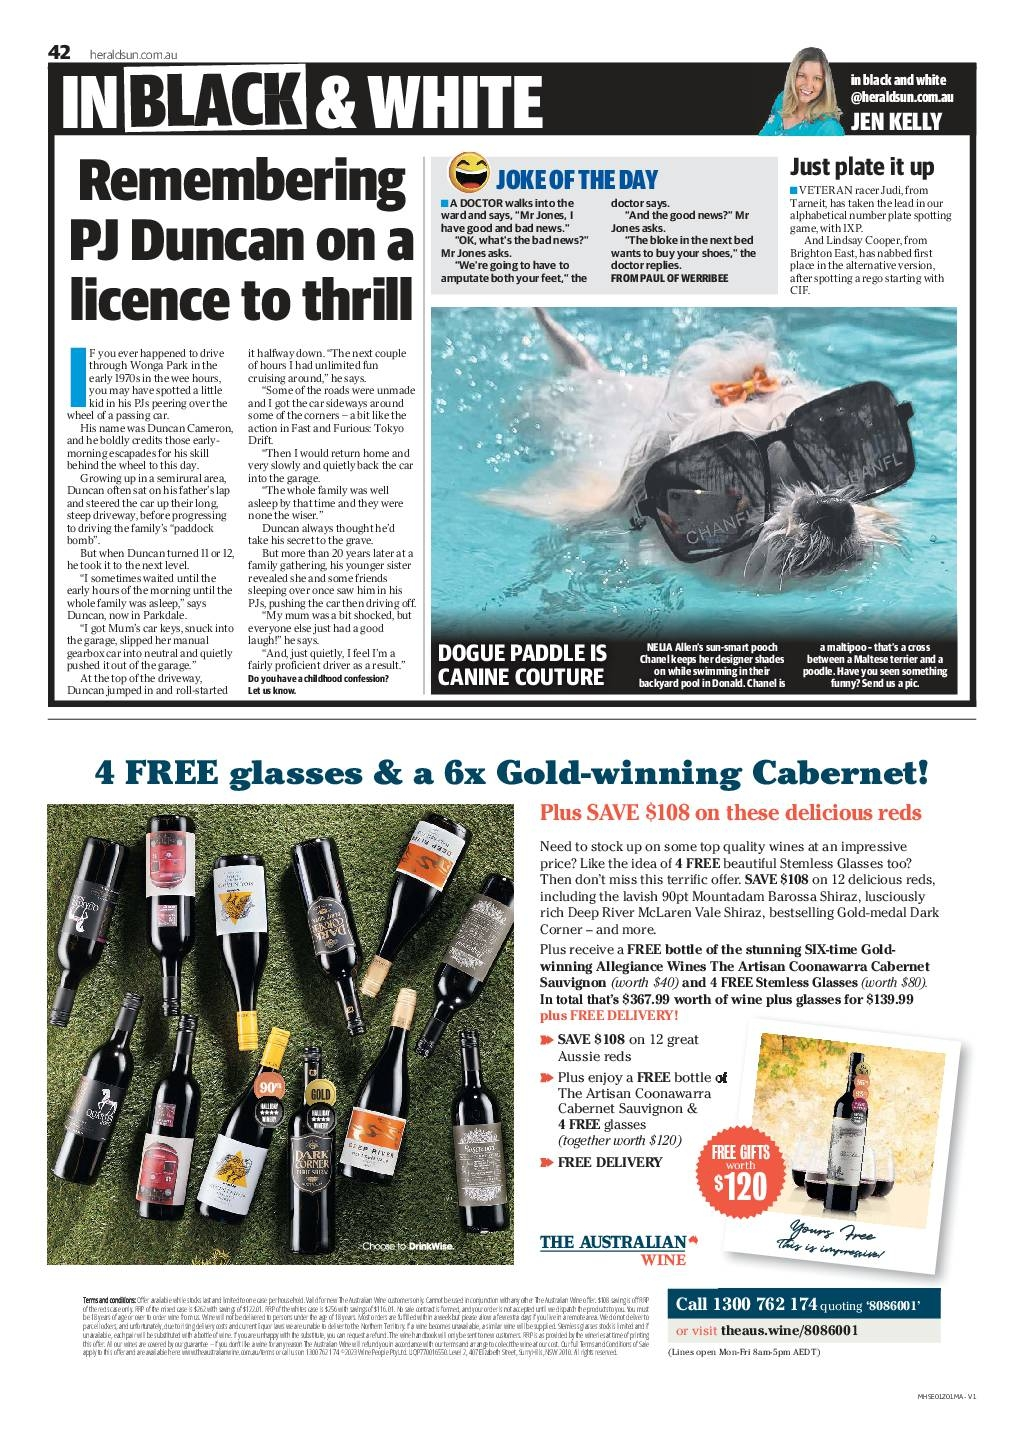 42 heraldsun.com.au
IN BLACK & WHITE
in black and white
@heraldsun.com.au
JEN KELLY
Remembering
PJ Duncan on a
licence to thrill
IF you ever happened to drive
through Wonga Park in the
early 1970s in the wee hours,
you may have spotted a little
kid in his PJs peering over the
wheel of a passing car.
His name was Duncan Cameron,
and he boldly credits those early-
morning escapades for his skill
behind the wheel to this day.
Growing up in a semirural area,
Duncan often sat on his father's lap
and steered the car up their long,
steep driveway, before progressing
to driving the family's "paddock
bomb".
But when Duncan turned 11 or 12,
he took it to the next level.
"I sometimes waited until the
early hours of the morning until the
whole family was asleep," says
Duncan, now in Parkdale.
"I got Mum's car keys, snuck into
the garage, slipped her manual
gearbox car into neutral and quietly
pushed it out of the garage."
At the top of the driveway,
Duncan jumped in and roll-started
it halfway down. "The next couple
of hours I had unlimited fun
cruising around," he says.
"Some of the roads were unmade
and I got the car sideways around
some of the corners – a bit like the
action in Fast and Furious: Tokyo
Drift.
"Then I would return home and
very slowly and quietly back the car
into the garage.
"The whole family was well
asleep by that time and they were
none the wiser."
Duncan always thought he'd
take his secret to the grave.
But more than 20 years later at a
family gathering, his younger sister
revealed she and some friends
sleeping over once saw him in his
PJs, pushing the car then driving off.
"My mum was a bit shocked, but
everyone else just had a good
laugh!" he says.
"And, just quietly, I feel I'm a
fairly proficient driver as a result."
Do you have a childhood confession?
Let us know.
JOKE OF THE DAY
A DOCTOR walks into the
ward and says, "Mr Jones, I
have good and bad news."
"OK, what's the bad news?"
Mr Jones asks.
"We're going to have to
amputate both your feet," the
doctor says.
"And the good news?" Mr
Jones asks.
"The bloke in the next bed
wants to buy your shoes," the
doctor replies.
FROM PAUL OF WERRIBEE
Just plate it up
VETERAN racer Judi, from
Tarneit, has taken the lead in our
alphabetical number plate spotting
game, with IXP.
And Lindsay Cooper, from
Brighton East, has nabbed first
place in the alternative version,
after spotting a rego starting with
CIF.
DOGUE PADDLE IS
CANINE COUTURE
NELIA Allen's sun-smart pooch
Chanel keeps her designer shades
on while swimming in their
backyard pool in Donald. Chanel is
a maltipoo – that's a cross
between a Maltese terrier and a
poodle. Have you seen something
funny? Send us a pic.
4 FREE glasses & a 6x Gold-winning Cabernet!
Plus SAVE $108 on these delicious reds
Need to stock up on some top quality wines at an impressive
price? Like the idea of 4 FREE beautiful Stemless Glasses too?
Then don't miss this terrific offer. SAVE $108 on 12 delicious reds,
including the lavish 90pt Mountadam Barossa Shiraz, lusciously
rich Deep River McLaren Vale Shiraz, bestselling Gold-medal Dark
Corner – and more.
Plus receive a FREE bottle of the stunning SIX-time Gold-
winning Allegiance Wines The Artisan Coonawarra Cabernet
Sauvignon (worth $40) and 4 FREE Stemless Glasses (worth $80).
In total that's $367.99 worth of wine plus glasses for $139.99
plus FREE DELIVERY!
SAVE $108 on 12 great
Aussie reds
Plus enjoy a FREE bottle of
The Artisan Coonawarra
Cabernet Sauvignon &
4 FREE glasses
(together worth $120)
FREE DELIVERY
FREE GIFTS
worth
$120
Yours Free
This is impressive!
DEEP RIVER
90pts
HALLIDAY
WINERY
GOLD
HALLIDAY
WINERY
DARK
CORNER
Choose to DrinkWise.
THE AUSTRALIAN
WINE
Call 1300 762 174 quoting '8086001'
or visit theaus.wine/8086001
(Lines open Mon-Fri 8am-5pm AEDT)
MHSE01Z01MA - V1